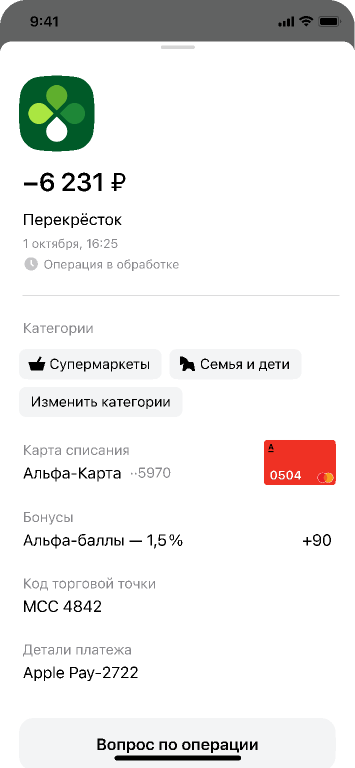 9:41
−6 231 ₽
Перекрёсток
1 октября, 16:25
Операция в обработке
Категории
Супермаркеты
Семья и дети
Изменить категории
Карта списания
Альфа-Карта ··5970
А
0504
Бонусы
Альфа-баллы — 1,5 %
+90
Код торговой точки
MCC 4842
Детали платежа
Apple Pay-2722
Вопрос по операции